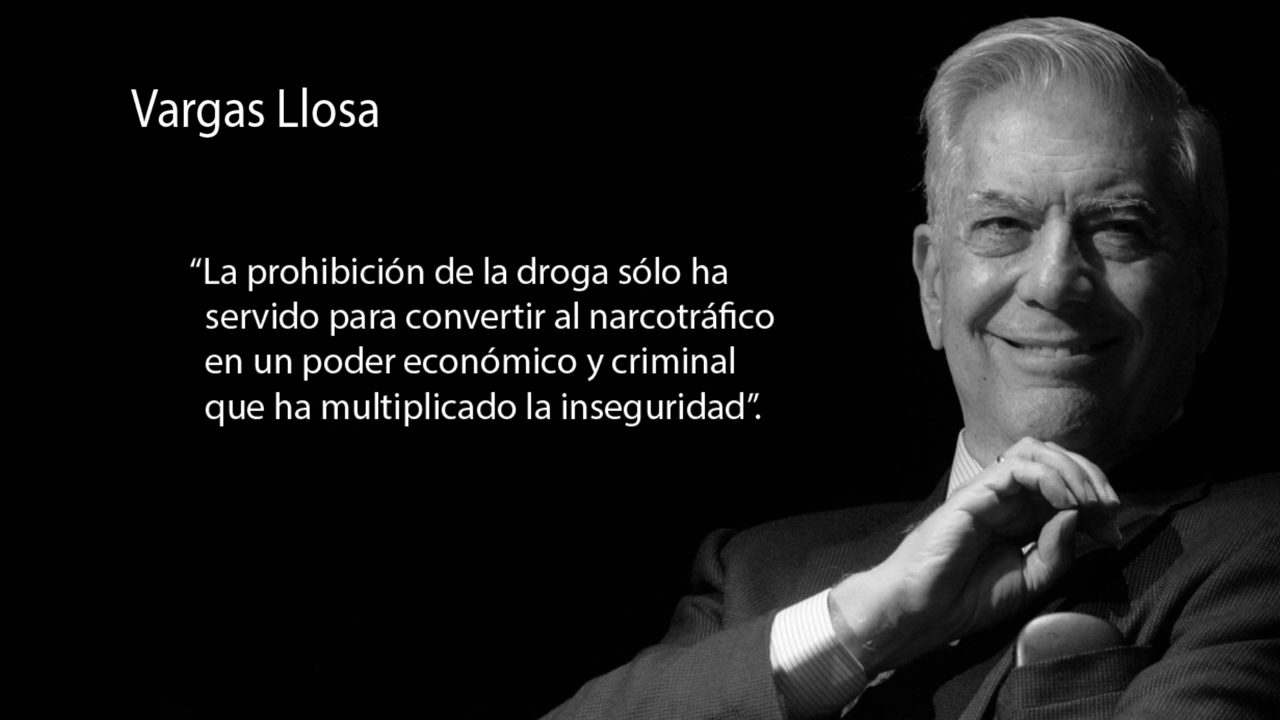 Vargas Llosa
“La prohibición de la droga sólo ha
servido para convertir al narcotráfico
en un poder económico y criminal
que ha multiplicado la inseguridad”.